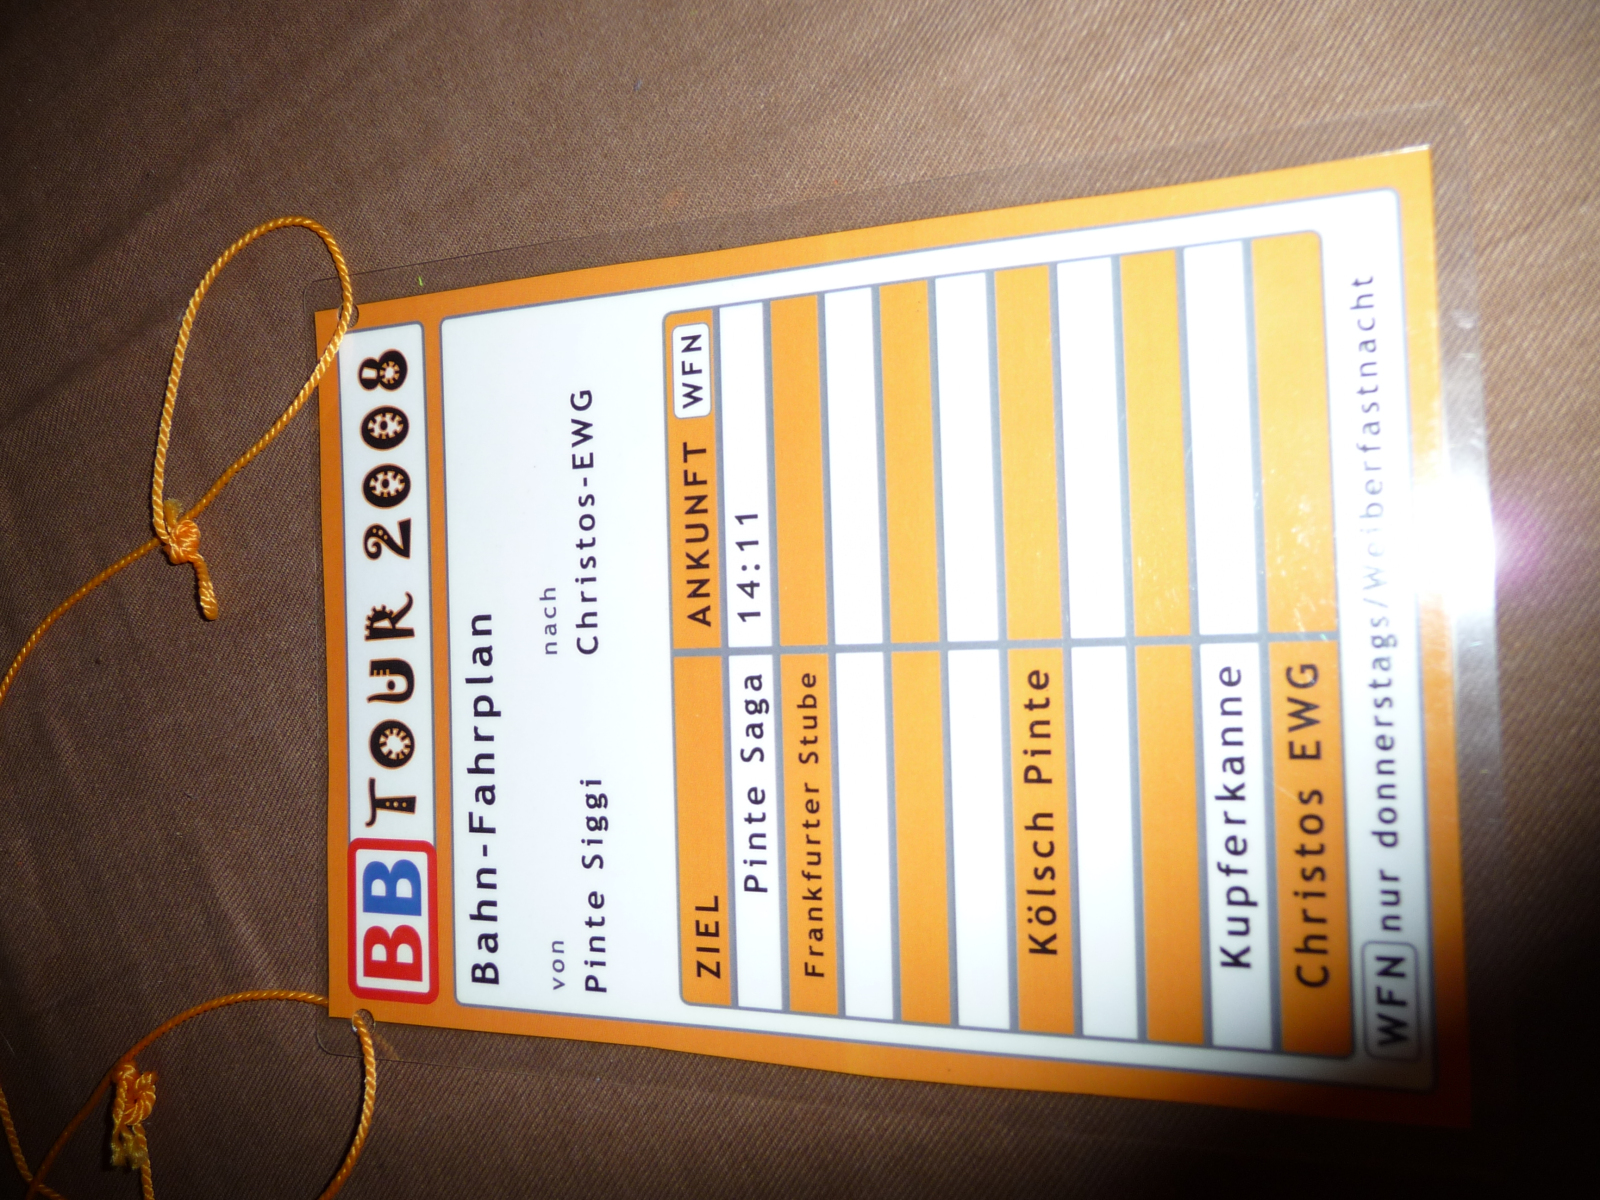 BB TOUR 2008
Bahn-Fahrplan
von nach
Pinte Siggi Christos-EWG
ZIEL ANKUNFT WFN
Pinte Saga 14:11
Frankfurter Stube
Kölsch Pinte
Kupferkanne
Christos EWG
WFN nur donnerstags/Weiberfastnacht